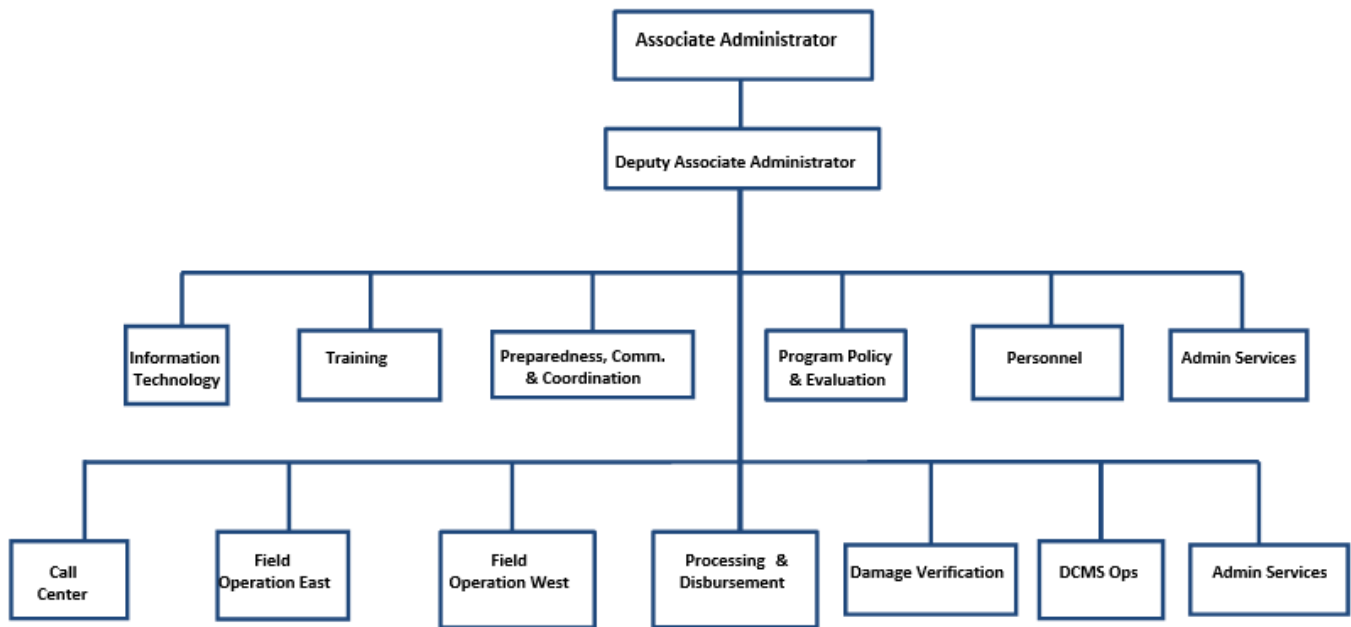 Associate Administrator
Deputy Associate Administrator
Information
Technology
Training
Preparedness, Comm.
& Coordination
Program Policy
& Evaluation
Personnel
Admin Services
Call
Center
Field
Operation East
Field
Operation West
Processing &
Disbursement
Damage Verification
DCMS Ops
Admin Services